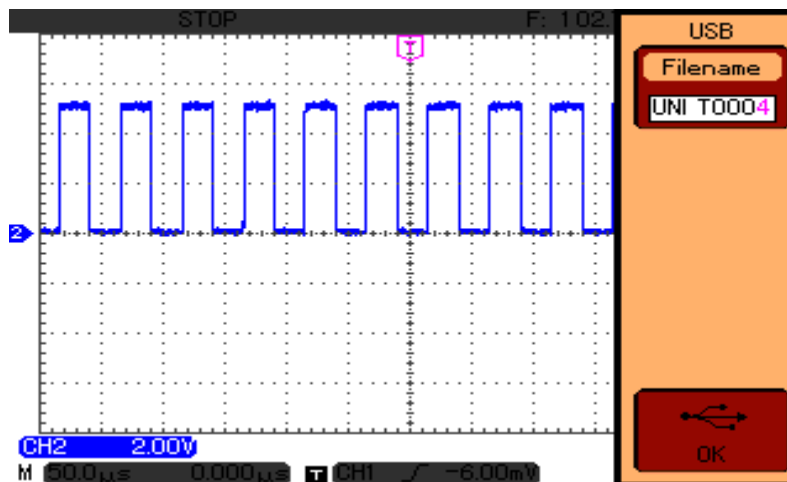 STOP F: 102.
USB
Filename
UNI T0004
T
2
CH2 2.00V
M 50.0µs 0.000µs T CH1 -6.00mV
OK